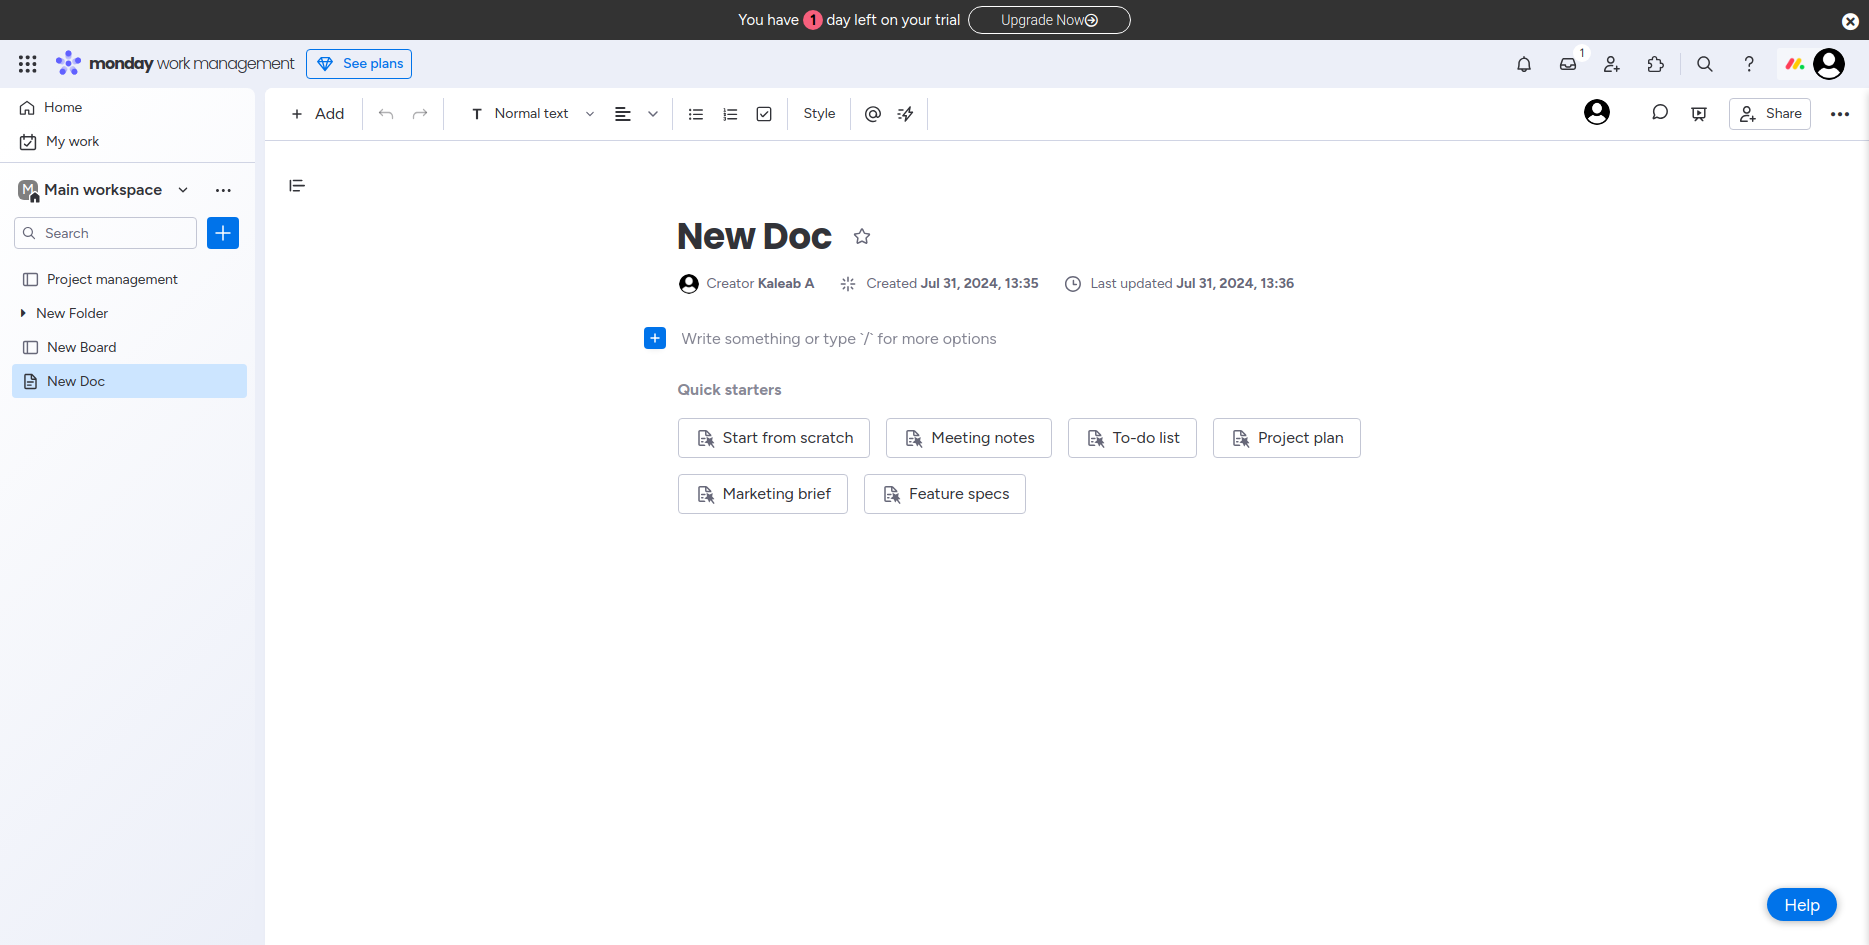 You have 1 day left on your trial Upgrade Now
monday work management See plans
1
Home
My work
M Main workspace
Search
Project management
New Folder
New Board
New Doc
Add Normal text Style Share
New Doc
Creator Kaleab A Created Jul 31, 2024, 13:35 Last updated Jul 31, 2024, 13:36
Write something or type `/` for more options
Quick starters
Start from scratch Meeting notes To-do list Project plan
Marketing brief Feature specs
Help